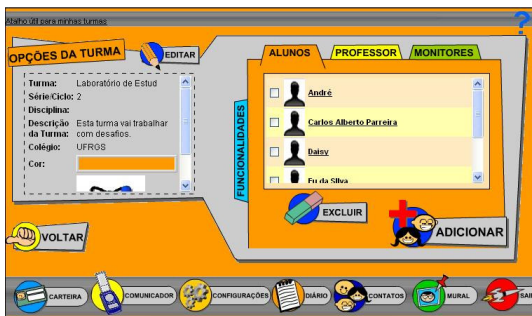 Atalho útil para minhas turmas
?
OPÇÕES DA TURMA
EDITAR
Turma: Laboratório de Estud
Série/Ciclo: 2
Disciplina:
Descrição da Turma: Esta turma vai trabalhar com desafios.
Colégio: UFRGS
Cor:
VOLTAR
ALUNOS
PROFESSOR
MONITORES
FUNCIONALIDADES
André
Carlos Alberto Parreira
Daisy
Fu da Silva
EXCLUIR
ADICIONAR
CARTEIRA
COMUNICADOR
CONFIGURAÇÕES
DIÁRIO
CONTATOS
MURAL
SAI